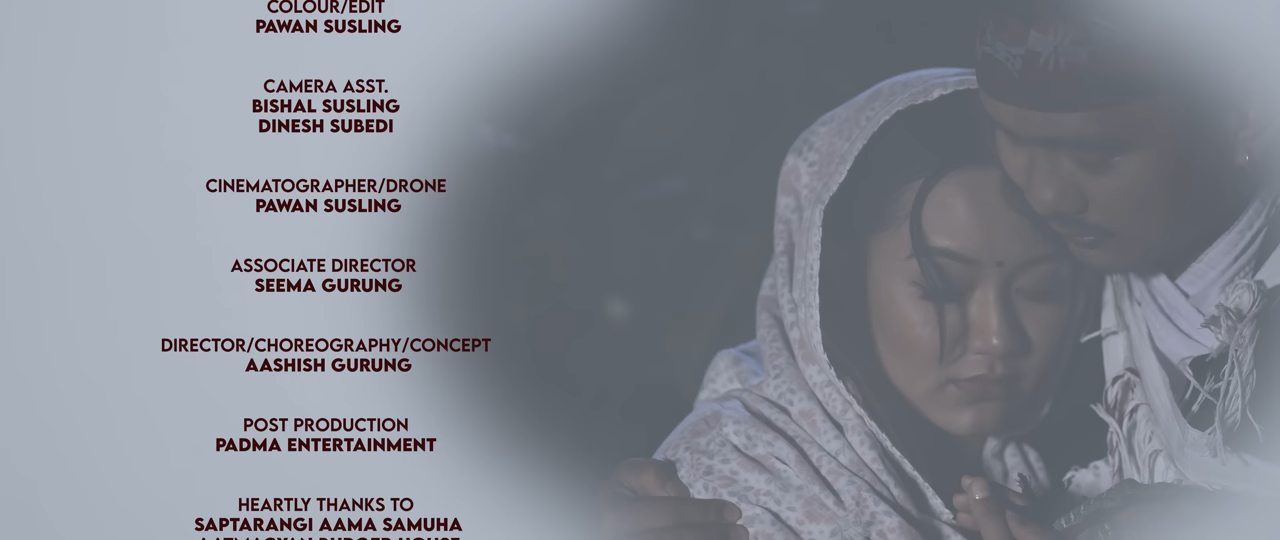 COLOUR/EDIT
PAWAN SUSLING
CAMERA ASST.
BISHAL SUSLING
DINESH SUBEDI
CINEMATOGRAPHER/DRONE
PAWAN SUSLING
ASSOCIATE DIRECTOR
SEEMA GURUNG
DIRECTOR/CHOREOGRAPHY/CONCEPT
AASHISH GURUNG
POST PRODUCTION
PADMA ENTERTAINMENT
HEARTLY THANKS TO
SAPTARANGI AAMA SAMUHA